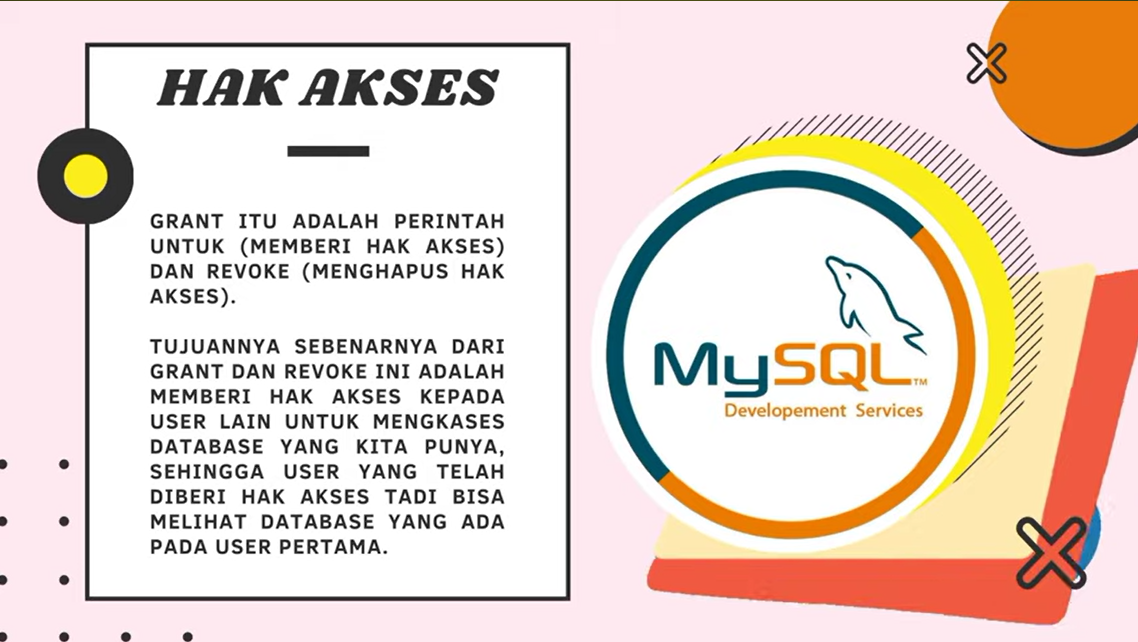 HAK AKSES
GRANT ITU ADALAH PERINTAH
UNTUK (MEMBERI HAK AKSES)
DAN REVOKE (MENGHAPUS HAK
AKSES).
TUJUANNYA SEBENARNYA DARI
GRANT DAN REVOKE INI ADALAH
MEMBERI HAK AKSES KEPADA
USER LAIN UNTUK MENGKASES
DATABASE YANG KITA PUNYA,
SEHINGGA USER YANG TELAH
DIBERI HAK AKSES TADI BISA
MELIHAT DATABASE YANG ADA
PADA USER PERTAMA.
MySQL™
Developement Services